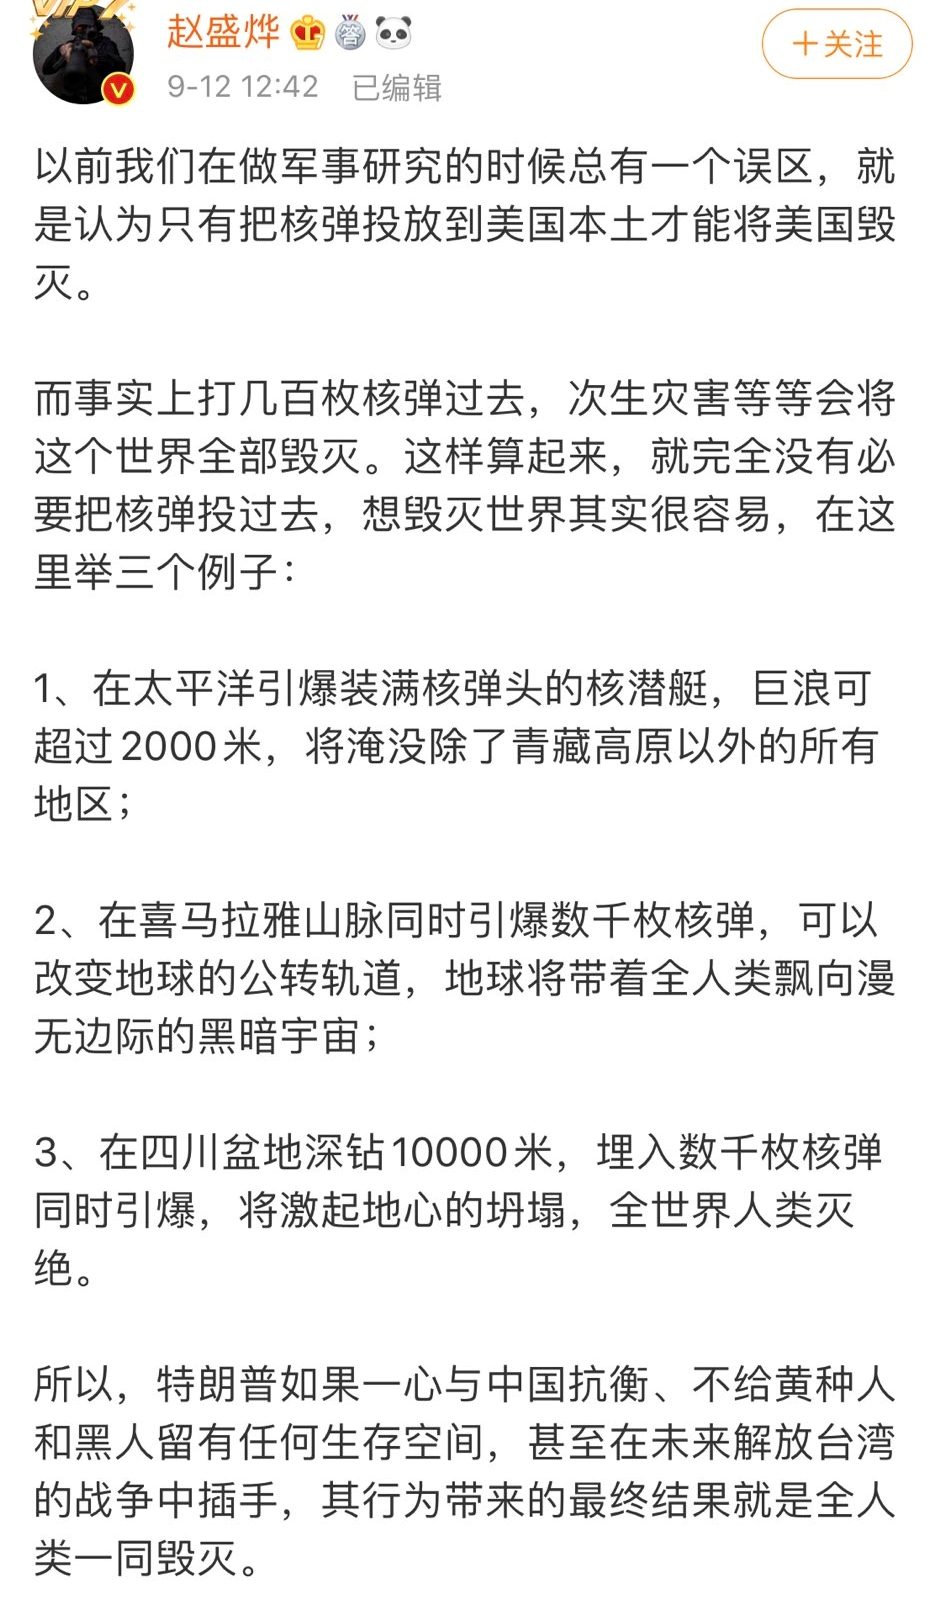 VIP7
赵盛烨 答
9-12 12:42 已编辑
+关注
以前我们在做军事研究的时候总有一个误区，就
是认为只有把核弹投放到美国本土才能将美国毁
灭。
而事实上打几百枚核弹过去，次生灾害等等会将
这个世界全部毁灭。这样算起来，就完全没有必
要把核弹投过去，想毁灭世界其实很容易，在这
里举三个例子：
1、在太平洋引爆装满核弹头的核潜艇，巨浪可
超过2000米，将淹没除了青藏高原以外的所有
地区；
2、在喜马拉雅山脉同时引爆数千枚核弹，可以
改变地球的公转轨道，地球将带着全人类飘向漫
无边际的黑暗宇宙；
3、在四川盆地深钻10000米，埋入数千枚核弹
同时引爆，将激起地心的坍塌，全世界人类灭
绝。
所以，特朗普如果一心与中国抗衡、不给黄种人
和黑人留有任何生存空间，甚至在未来解放台湾
的战争中插手，其行为带来的最终结果就是全人
类一同毁灭。